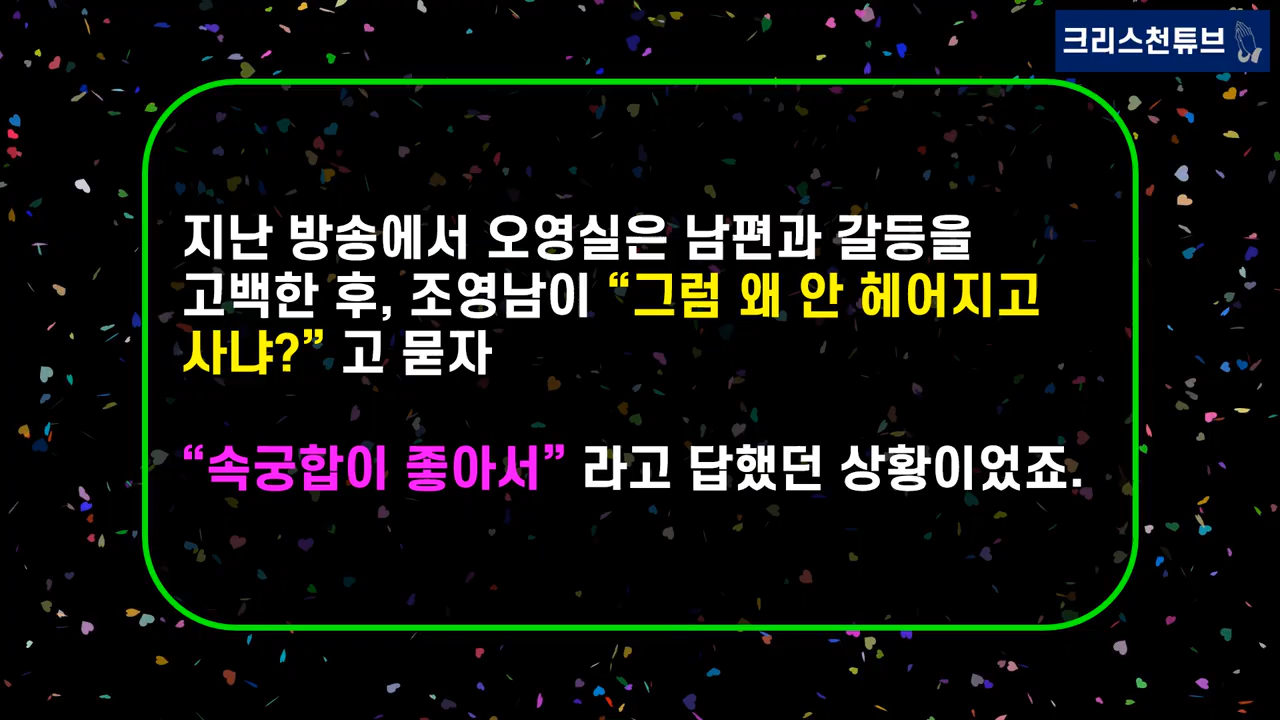 크리스천튜브
지난 방송에서 오영실은 남편과 갈등을
고백한 후, 조영남이 “그럼 왜 안 헤어지고
사냐?” 고 묻자
“속궁합이 좋아서” 라고 답했던 상황이었죠.